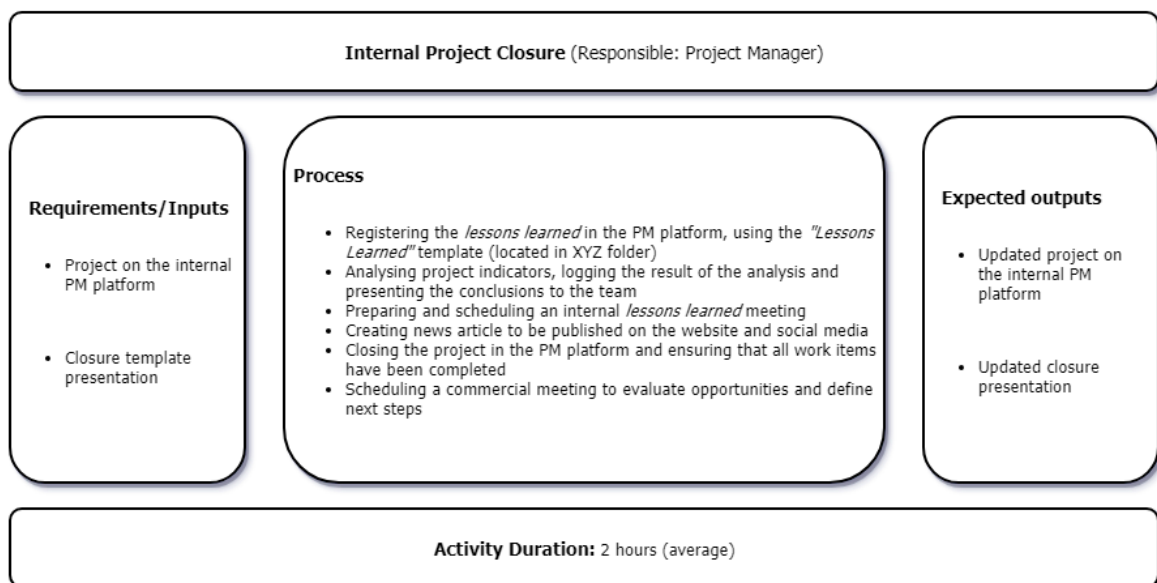 Internal Project Closure (Responsible: Project Manager)
Requirements/Inputs
• Project on the internal
PM platform
• Closure template
presentation
Process
• Registering the lessons learned in the PM platform, using the "Lessons
Learned" template (located in XYZ folder)
• Analysing project indicators, logging the result of the analysis and
presenting the conclusions to the team
• Preparing and scheduling an internal lessons learned meeting
• Creating news article to be published on the website and social media
• Closing the project in the PM platform and ensuring that all work items
have been completed
• Scheduling a commercial meeting to evaluate opportunities and define
next steps
Expected outputs
• Updated project on
the internal PM
platform
• Updated closure
presentation
Activity Duration: 2 hours (average)